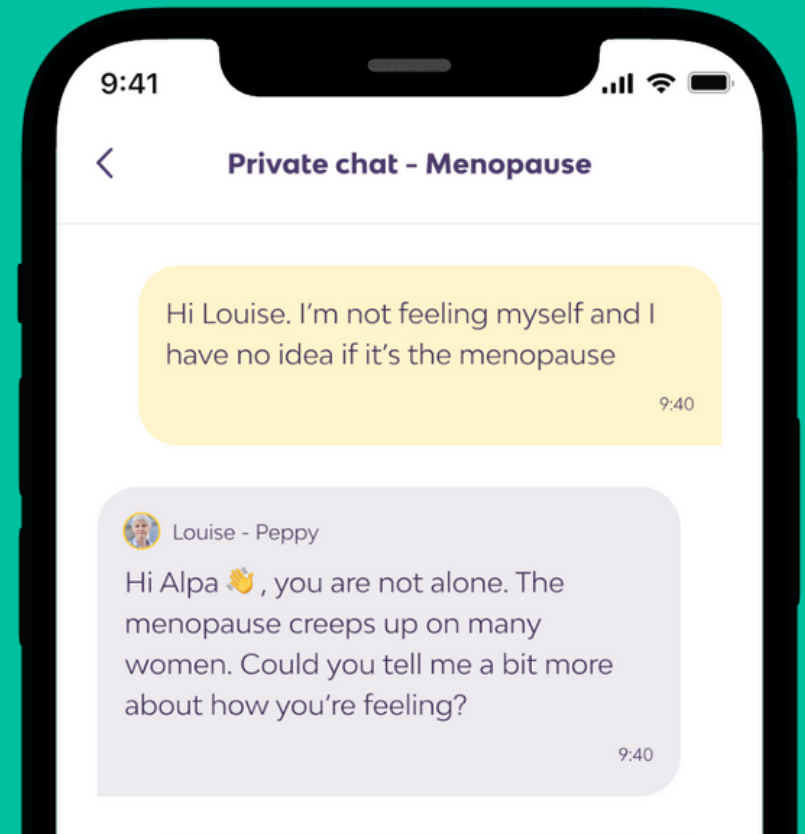 9:41
Private chat – Menopause
Hi Louise. I’m not feeling myself and I
have no idea if it’s the menopause
9:40
Louise - Peppy
Hi Alpa 👋, you are not alone. The
menopause creeps up on many
women. Could you tell me a bit more
about how you’re feeling?
9:40